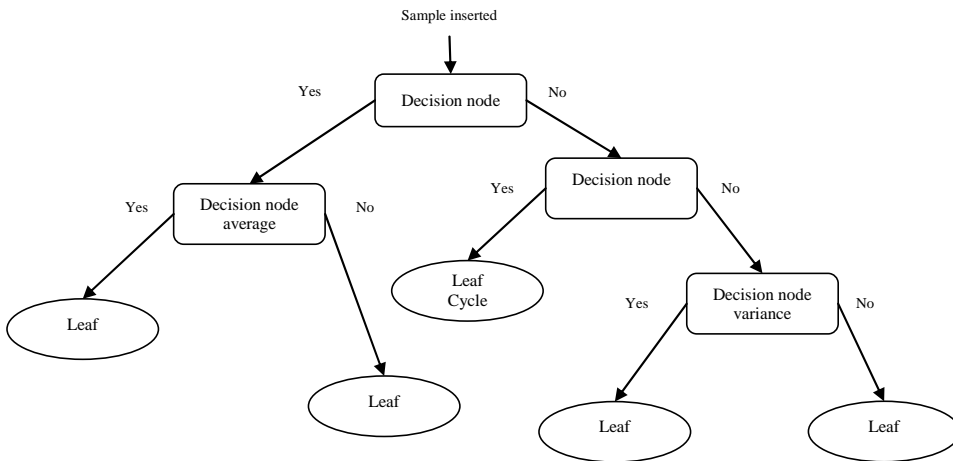 Sample inserted
Yes
Decision node
No
Yes
Decision node
average
No
Yes
Decision node
No
Leaf
Leaf
Cycle
Yes
Decision node
variance
No
Leaf
Leaf
Leaf